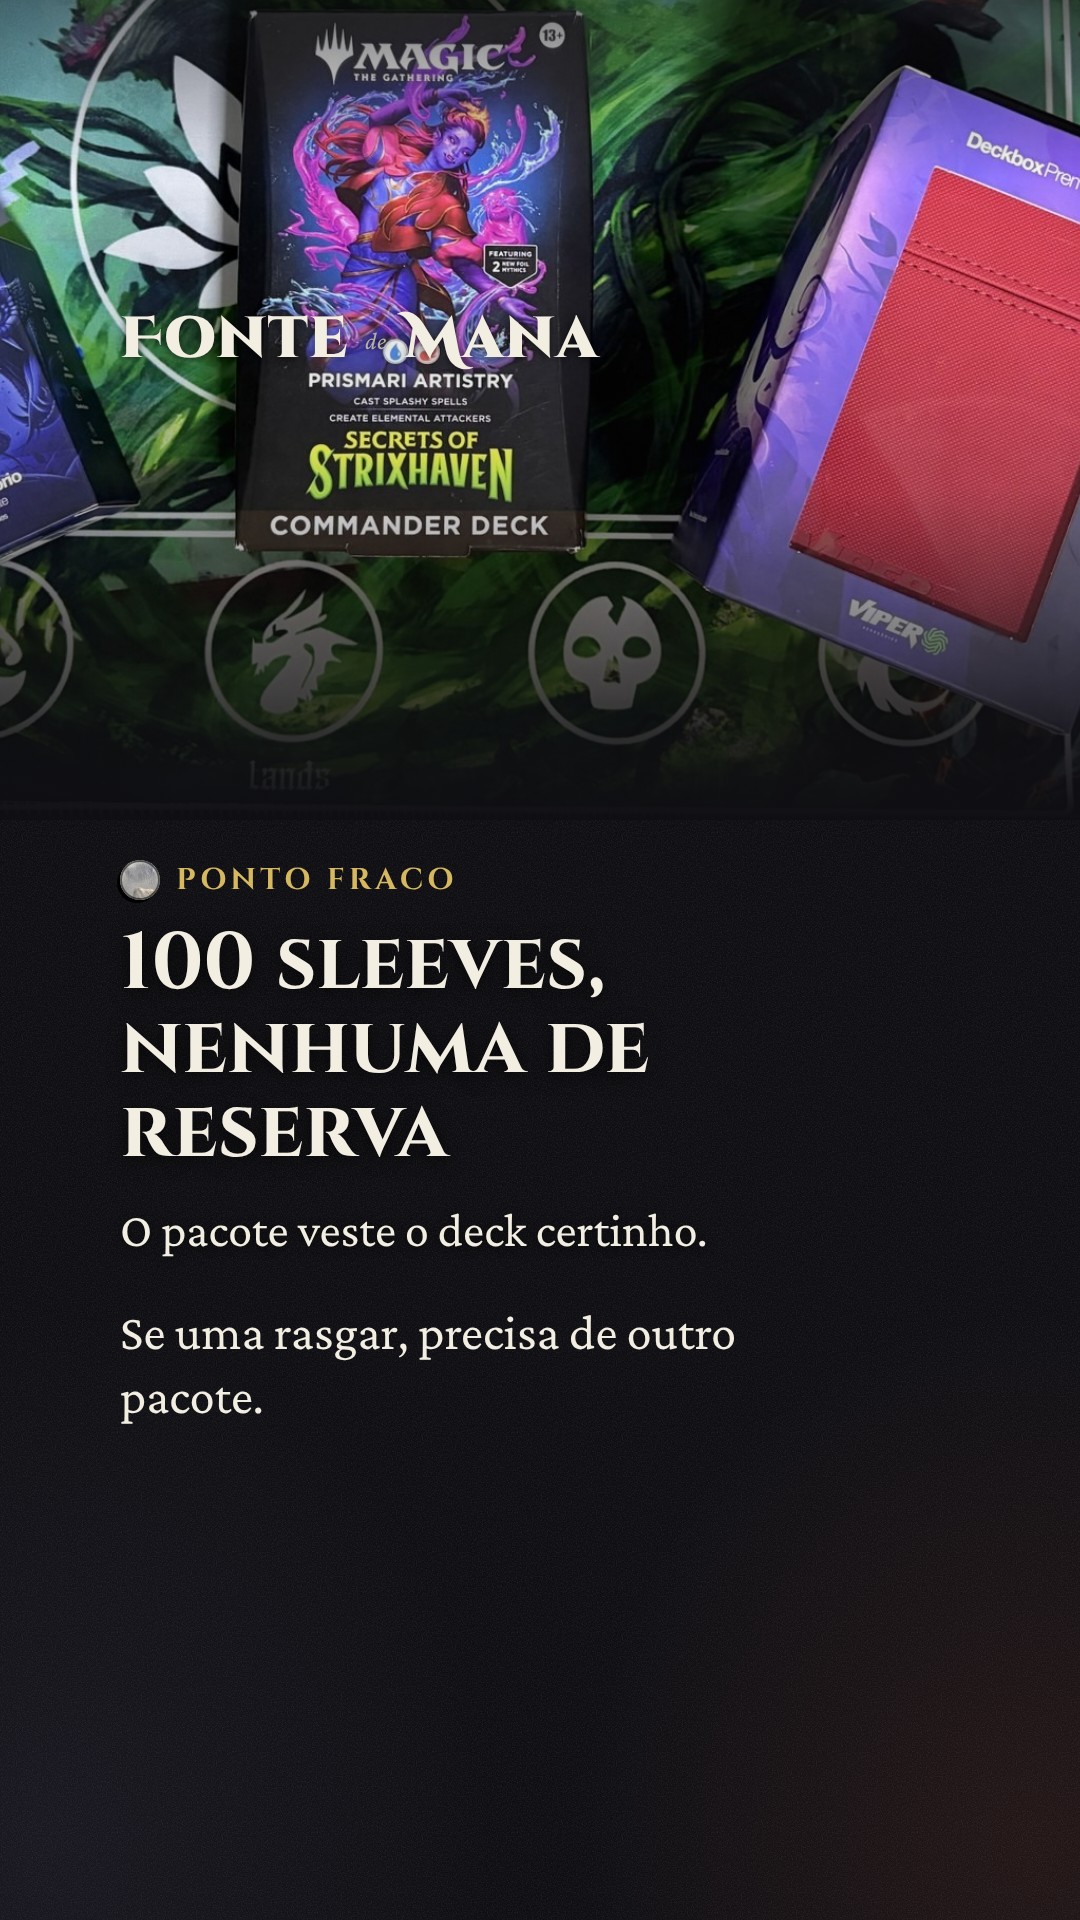 MAGIC
THE GATHERING
13+
Deckbox Prem
FEATURING
2 NEW FOIL
MYTHICS
FONTE de MANA
PRISMARI ARTISTRY
CAST SPLASHY SPELLS
CREATE ELEMENTAL ATTACKERS
SECRETS OF
STRIXHAVEN
COMMANDER DECK
VIPER
lands
PONTO FRACO
100 SLEEVES,
NENHUMA DE
RESERVA
O pacote veste o deck certinho.
Se uma rasgar, precisa de outro
pacote.